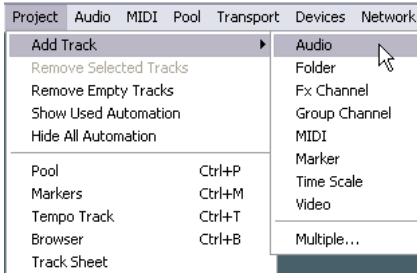 Project Audio MIDI Pool Transport Devices Network
Add Track
Remove Selected Tracks
Remove Empty Tracks
Show Used Automation
Hide All Automation
Pool Ctrl+P
Markers Ctrl+M
Tempo Track Ctrl+T
Browser Ctrl+B
Track Sheet
Audio
Folder
Fx Channel
Group Channel
MIDI
Marker
Time Scale
Video
Multiple...